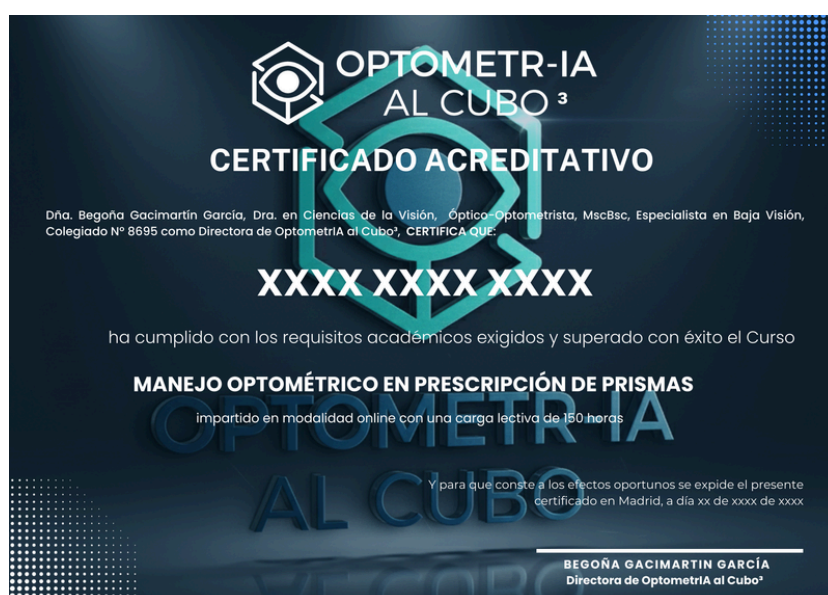 OPTOMETR-IA
AL CUBO ³
CERTIFICADO ACREDITATIVO
Dña. Begoña Gacimartín García, Dra. en Ciencias de la Visión, Óptico-Optometrista, MscBsc, Especialista en Baja Visión,
Colegiado Nº 8695 como Directora de OptometrIA al Cubo³, CERTIFICA QUE:
XXXX XXXX XXXX
ha cumplido con los requisitos académicos exigidos y superado con éxito el Curso
MANEJO OPTOMÉTRICO EN PRESCRIPCIÓN DE PRISMAS
impartido en modalidad online con una carga lectiva de 150 horas
OPTOMETR-IA
AL CUBO
Y para que conste a los efectos oportunos se expide el presente
certificado en Madrid, a día xx de xxxx de xxxx
BEGOÑA GACIMARTIN GARCÍA
Directora de OptometrIA al Cubo³